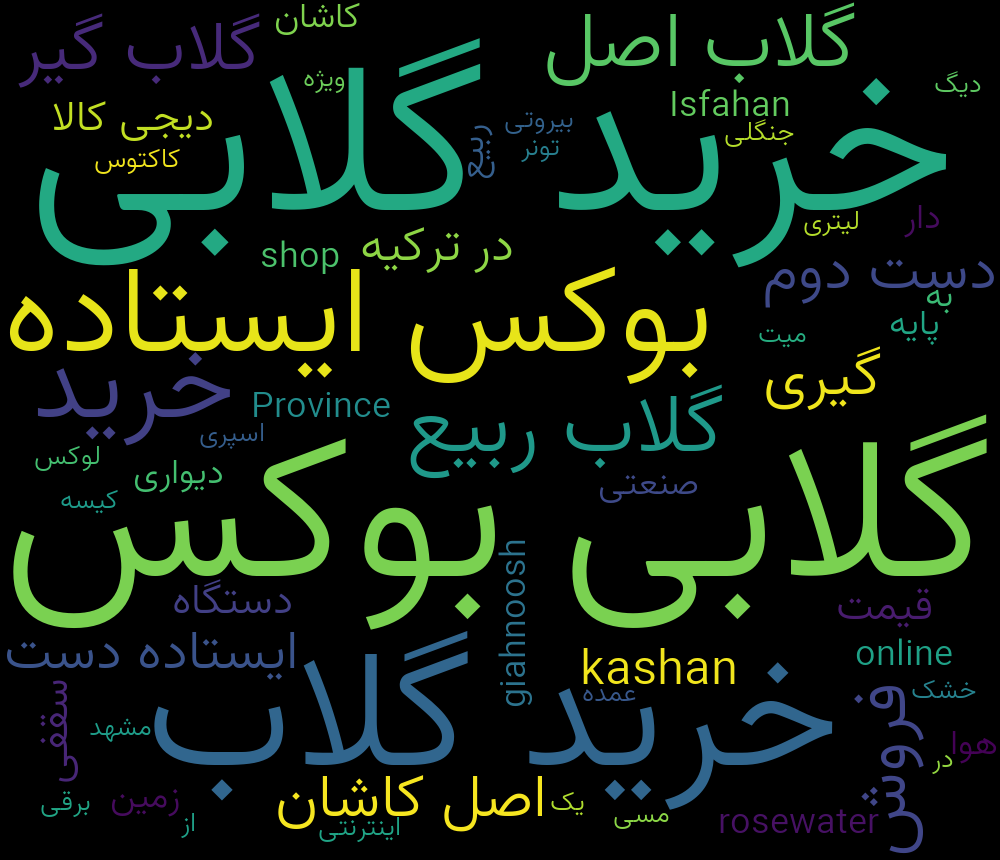 کاشان
گلاب گیر
گلاب اصل
ویژه
دیگ
خرید گلابی
دیجی کالا
Isfahan
بیروتی
جنگلی
ربیع
تونر
کاکتوس
لیتری
دار
در ترکیه
shop
دست دوم
بوکس ایستاده
به
پایه
میت
گیری
خرید
Province
اسپری
گلاب ربیع
لوکس
دیواری
صنعتی
کیسه
گلابی بوکس
giahnoosh
دستگاه
قیمت
ایستاده دست
kashan
online
خرید گلاب
عمده
خشک
سقفی
فروش
مشهد
هوا
در
اصل کاشان
برقی
زمین
یک
از
اینترنتی
مسی
rosewater